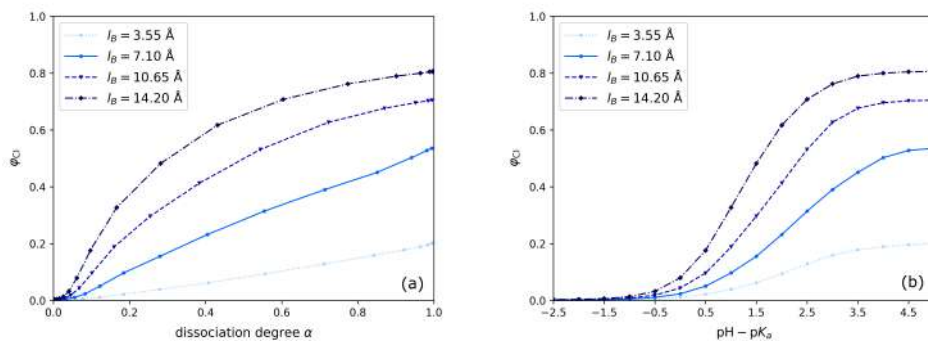 1.0
0.8
0.6
0.4
0.2
0.0
φCI
l_B = 3.55 Å
l_B = 7.10 Å
l_B = 10.65 Å
l_B = 14.20 Å
(a)
0.0 0.2 0.4 0.6 0.8 1.0
dissociation degree α
1.0
0.8
0.6
0.4
0.2
0.0
φCI
l_B = 3.55 Å
l_B = 7.10 Å
l_B = 10.65 Å
l_B = 14.20 Å
(b)
−2.5 −1.5 −0.5 0.5 1.5 2.5 3.5 4.5
pH − pK_a